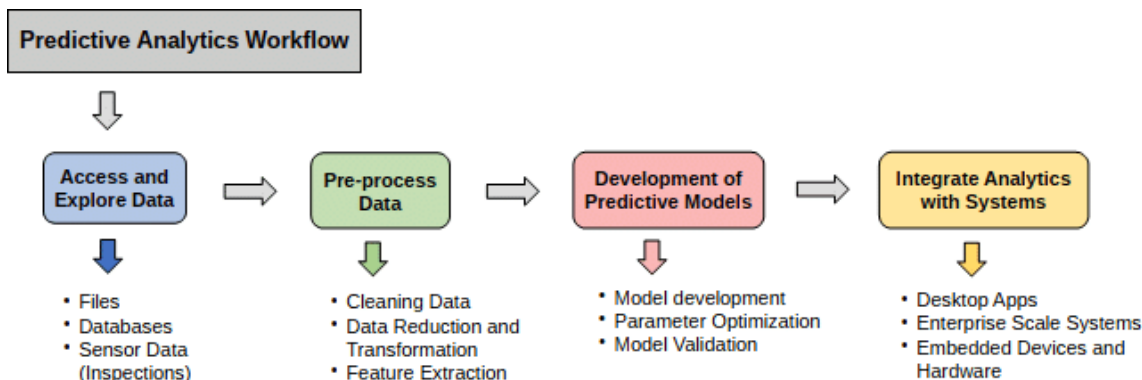 Predictive Analytics Workflow
Access and
Explore Data
Pre-process
Data
Development of
Predictive Models
Integrate Analytics
with Systems
• Files
• Databases
• Sensor Data
(Inspections)
• Cleaning Data
• Data Reduction and
Transformation
• Feature Extraction
• Model development
• Parameter Optimization
• Model Validation
• Desktop Apps
• Enterprise Scale Systems
• Embedded Devices and
Hardware